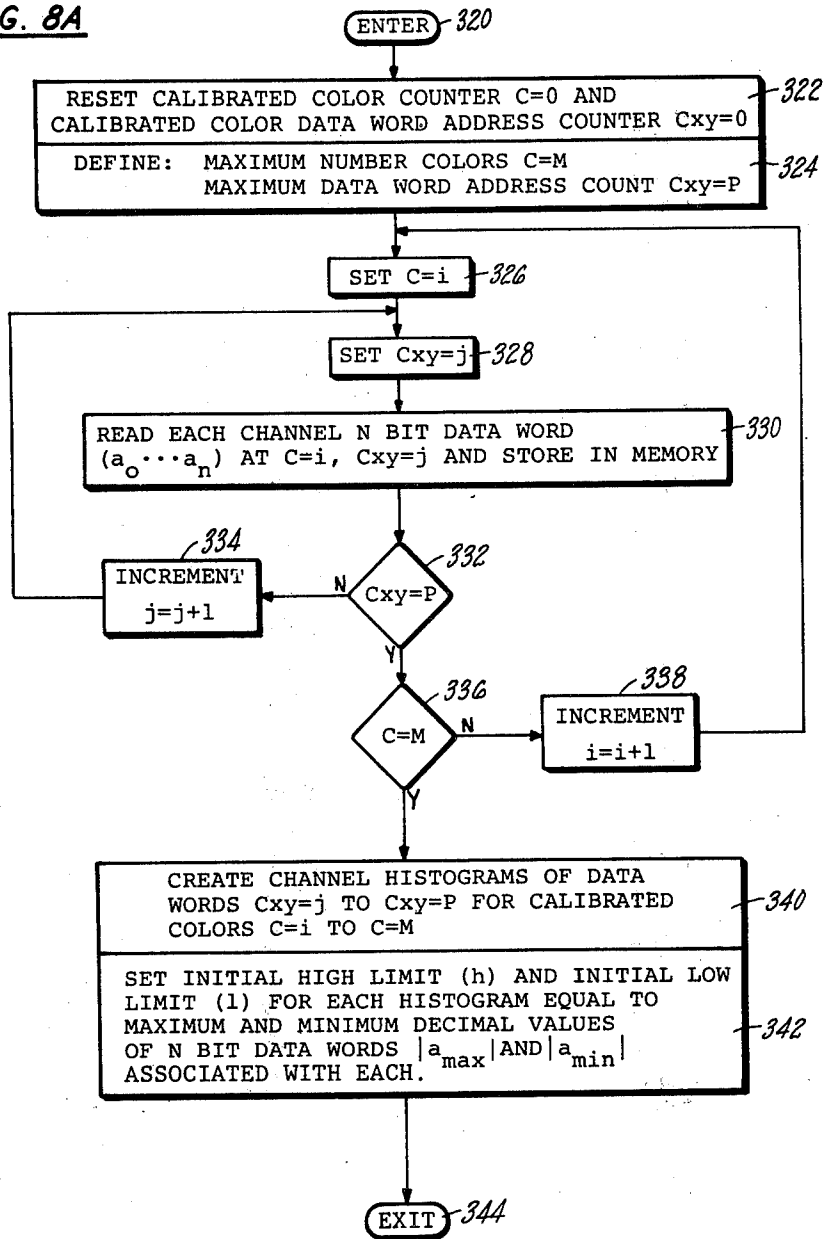 G. 8A
ENTER 320
RESET CALIBRATED COLOR COUNTER C=0 AND
CALIBRATED COLOR DATA WORD ADDRESS COUNTER Cxy=0
322
DEFINE: MAXIMUM NUMBER COLORS C=M
MAXIMUM DATA WORD ADDRESS COUNT Cxy=P
324
SET C=i 326
SET Cxy=j 328
READ EACH CHANNEL N BIT DATA WORD
(ao···an) AT C=i, Cxy=j AND STORE IN MEMORY
330
334
INCREMENT
j=j+1
N
332
Cxy=P
Y
336
C=M
N
338
INCREMENT
i=i+1
Y
CREATE CHANNEL HISTOGRAMS OF DATA
WORDS Cxy=j TO Cxy=P FOR CALIBRATED
COLORS C=i TO C=M
340
SET INITIAL HIGH LIMIT (h) AND INITIAL LOW
LIMIT (l) FOR EACH HISTOGRAM EQUAL TO
MAXIMUM AND MINIMUM DECIMAL VALUES
OF N BIT DATA WORDS |amax| AND |amin|
ASSOCIATED WITH EACH.
342
EXIT 344